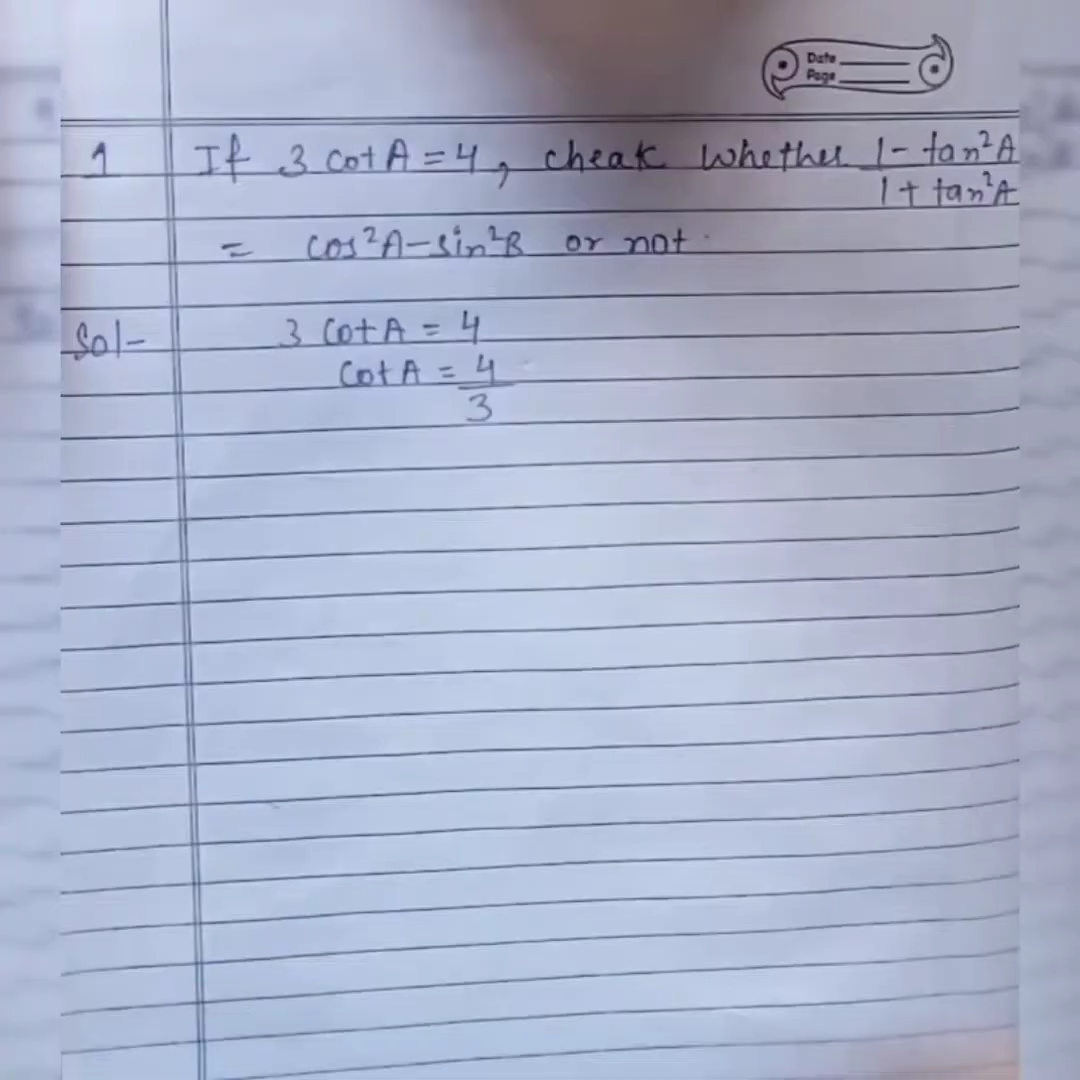 Date
Page
1 If 3 cot A = 4, cheak whether 1 - tan²A
1 + tan²A
= cos²A - sin²B or not.
Sol- 3 cot A = 4
cot A = 4
3